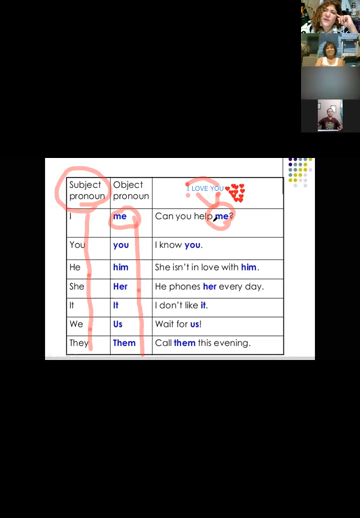 Subject pronoun Object pronoun I LOVE YOU
I me Can you help me?
You you I know you.
He him She isn't in love with him.
She Her He phones her every day.
It It I don't like it.
We Us Wait for us!
They Them Call them this evening.